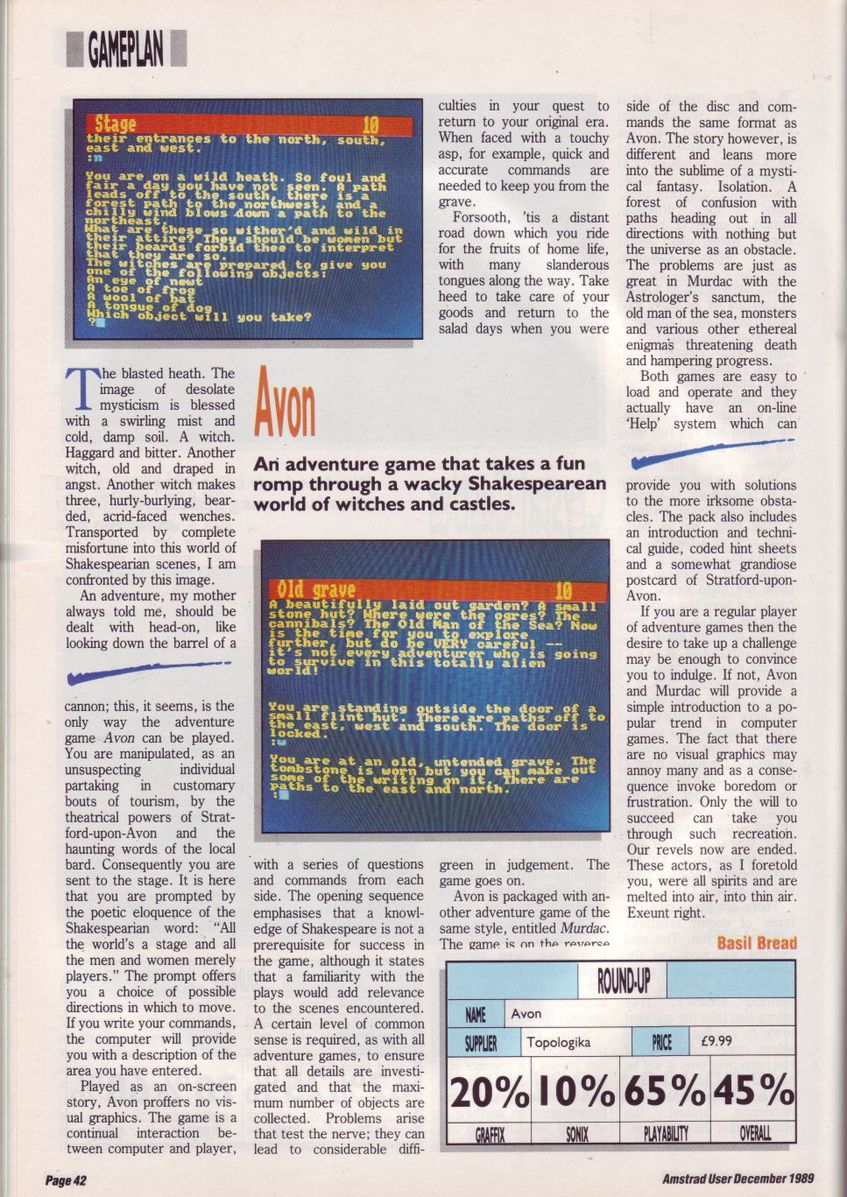 GAMEPLAN
Stage 10
their entrances to the north, south,
east and west.
:n
You are on a wild heath. So foul and
fair a day you have not seen. A path
leads off to the south, there is a
forest path to the northwest, and a
chilly wind blows down a path to the
northeast.
What are these so wither'd and wild in
their attire? They should be women but
their beards forbid thee to interpret
that they are so.
The witches are prepared to give you
one of the following objects:
An eye of newt
A toe of frog
A wool of bat
A tongue of dog
Which object will you take?
?
The blasted heath. The
image of desolate
mysticism is blessed
with a swirling mist and
cold, damp soil. A witch.
Haggard and bitter. Another
witch, old and draped in
angst. Another witch makes
three, hurly-burlying, bear-
ded, acrid-faced wenches.
Transported by complete
misfortune into this world of
Shakespearian scenes, I am
confronted by this image.
An adventure, my mother
always told me, should be
dealt with head-on, like
looking down the barrel of a
cannon; this, it seems, is the
only way the adventure
game Avon can be played.
You are manipulated, as an
unsuspecting individual
partaking in customary
bouts of tourism, by the
theatrical powers of Strat-
ford-upon-Avon and the
haunting words of the local
bard. Consequently you are
sent to the stage. It is here
that you are prompted by
the poetic eloquence of the
Shakespearian word: "All
the world's a stage and all
the men and women merely
players." The prompt offers
you a choice of possible
directions in which to move.
If you write your commands,
the computer will provide
you with a description of the
area you have entered.
Played as an on-screen
story, Avon proffers no vis-
ual graphics. The game is a
continual interaction be-
tween computer and player,
Avon
An adventure game that takes a fun
romp through a wacky Shakespearean
world of witches and castles.
Old grave 10
A beautifully laid out garden? A small
stone hut? Where were the ogres? The
cannibals? The Old Man of the Sea? Now
is the time for you to explore
further, but do be VERY careful --
it's not every adventurer who is going
to survive in this totally alien
world!
You are standing outside the door of a
small flint hut. There are paths off to
the east, west and south. The door is
locked.
:w
You are at an old, untended grave. The
tombstone is worn but you can make out
some of the writing on it. There are
paths to the east and north.
:
with a series of questions
and commands from each
side. The opening sequence
emphasises that a knowl-
edge of Shakespeare is not a
prerequisite for success in
the game, although it states
that a familiarity with the
plays would add relevance
to the scenes encountered.
A certain level of common
sense is required, as with all
adventure games, to ensure
that all details are investi-
gated and that the maxi-
mum number of objects are
collected. Problems arise
that test the nerve; they can
lead to considerable diffi-
culties in your quest to
return to your original era.
When faced with a touchy
asp, for example, quick and
accurate commands are
needed to keep you from the
grave.
Forsooth, 'tis a distant
road down which you ride
for the fruits of home life,
with many slanderous
tongues along the way. Take
heed to take care of your
goods and return to the
salad days when you were
green in judgement. The
game goes on.
Avon is packaged with an-
other adventure game of the
same style, entitled Murdac.
The game is on the reverse
side of the disc and com-
mands the same format as
Avon. The story however, is
different and leans more
into the sublime of a mysti-
cal fantasy. Isolation. A
forest of confusion with
paths heading out in all
directions with nothing but
the universe as an obstacle.
The problems are just as
great in Murdac with the
Astrologer's sanctum, the
old man of the sea, monsters
and various other ethereal
enigma's threatening death
and hampering progress.
Both games are easy to
load and operate and they
actually have an on-line
'Help' system which can
provide you with solutions
to the more irksome obsta-
cles. The pack also includes
an introduction and techni-
cal guide, coded hint sheets
and a somewhat grandiose
postcard of Stratford-upon-
Avon.
If you are a regular player
of adventure games then the
desire to take up a challenge
may be enough to convince
you to indulge. If not, Avon
and Murdac will provide a
simple introduction to a po-
pular trend in computer
games. The fact that there
are no visual graphics may
annoy many and as a conse-
quence invoke boredom or
frustration. Only the will to
succeed can take you
through such recreation.
Our revels now are ended.
These actors, as I foretold
you, were all spirits and are
melted into air, into thin air.
Exeunt right.
Basil Bread
ROUND-UP
NAME Avon
SUPPLIER Topologika PRICE £9.99
20% 10% 65% 45%
GRAFFIX SONIX PLAYABILITY OVERALL
Page 42
Amstrad User December 1989